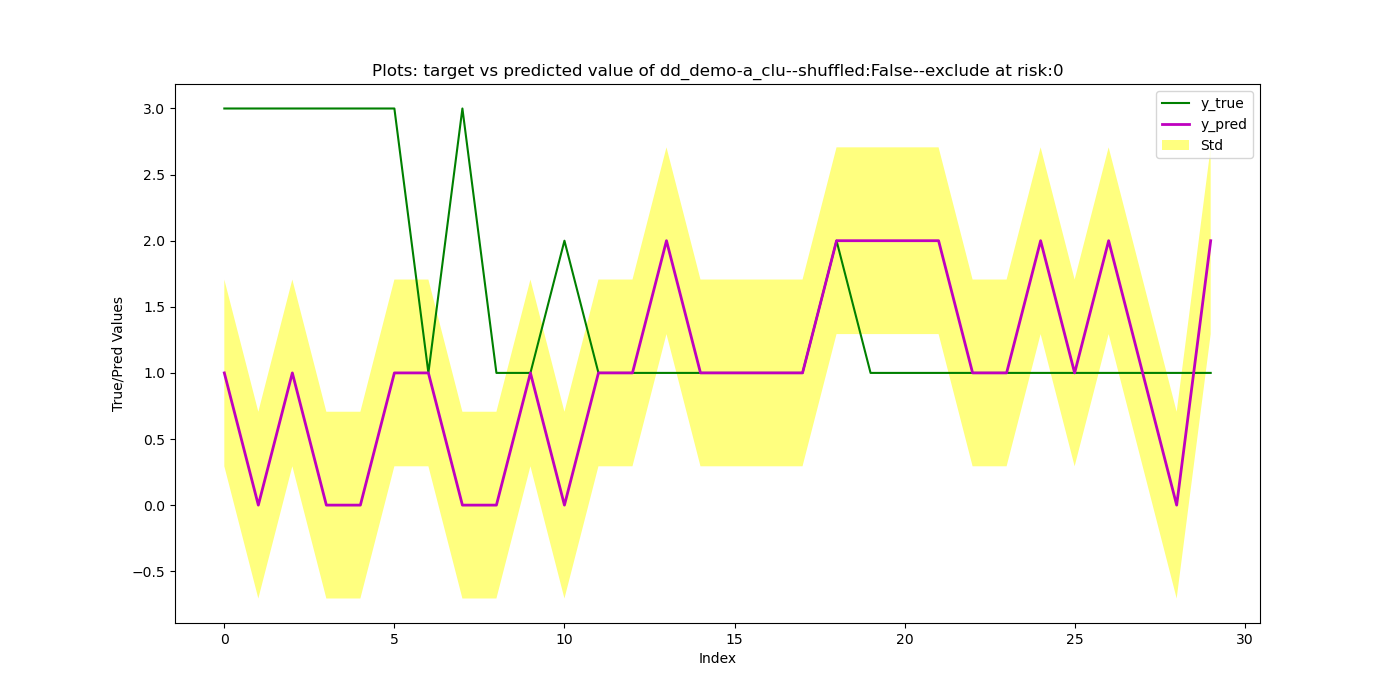 Plots: target vs predicted value of dd_demo-a_clu--shuffled:False--exclude at risk:0
y_true
y_pred
Std
3.0
2.5
2.0
1.5
1.0
0.5
0.0
−0.5
True/Pred Values
0 5 10 15 20 25 30
Index